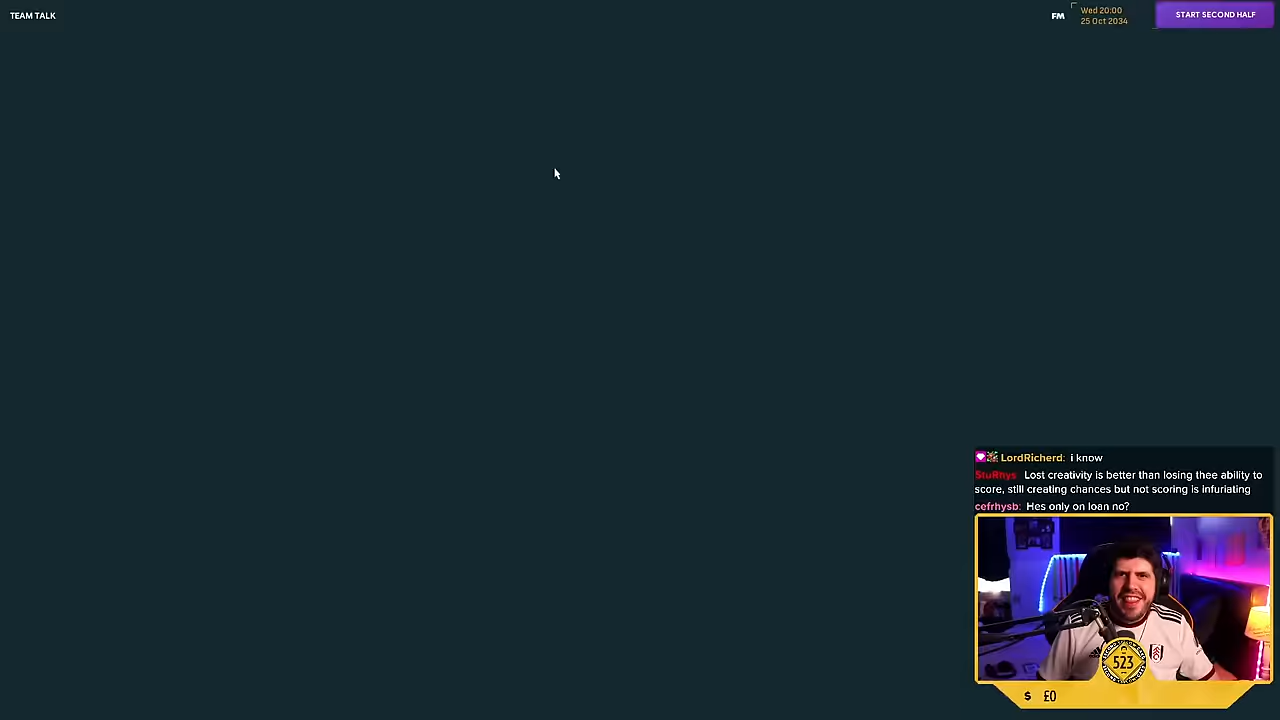 TEAM TALK
FM
Wed 20:00
25 Oct 2034
START SECOND HALF
LordRicherd: i know
StuRhys Lost creativity is better than losing thee ability to
score, still creating chances but not scoring is infuriating
cefrhysb: Hes only on loan no?
523
$ £0